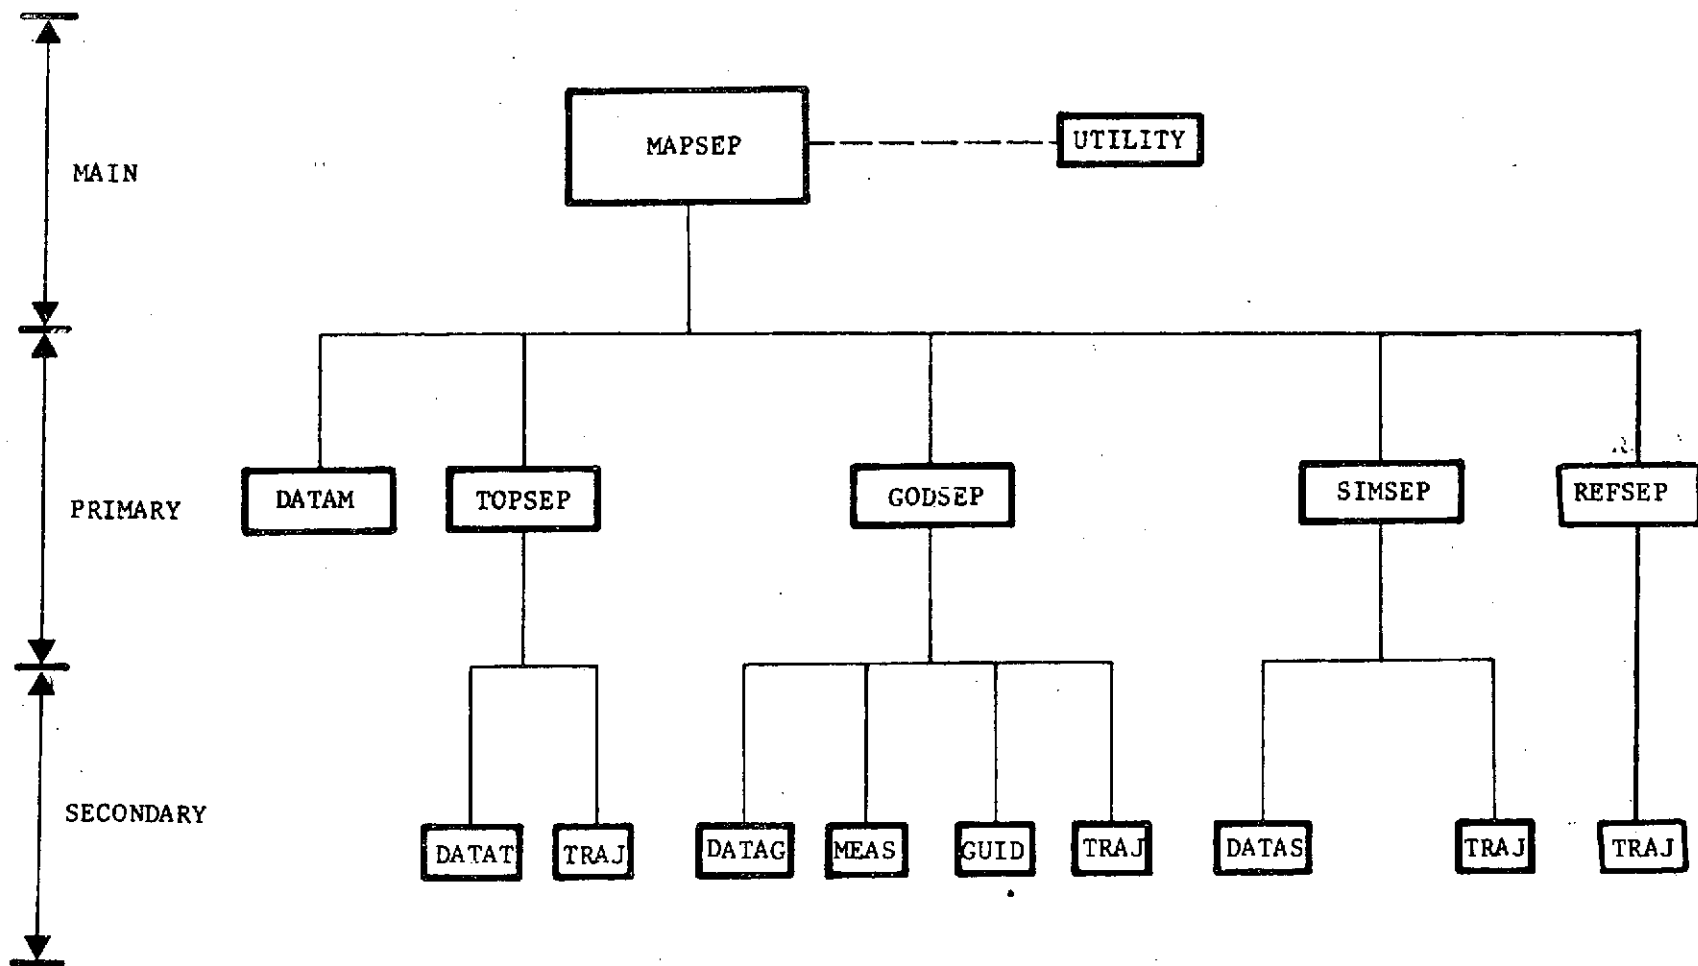 MAPSEP
UTILITY
MAIN
PRIMARY
DATAM
TOPSEP
GODSEP
SIMSEP
REFSEP
SECONDARY
DATAT
TRAJ
DATAG
MEAS
GUID
TRAJ
DATAS
TRAJ
TRAJ